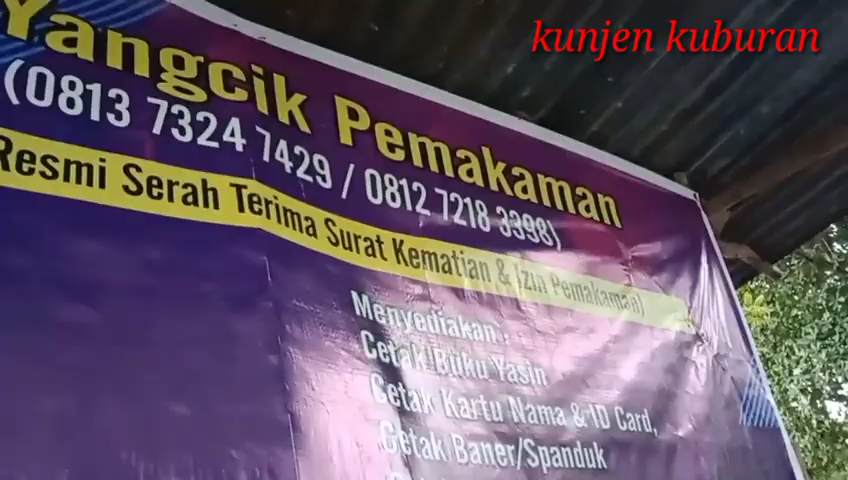 kunjen kuburan
Yangcik Pemakaman
(0813 7324 7429 / 0812 7218 3398)
Resmi Serah Terima Surat Kematian & Izin Pemakaman)
Menyediakan :
Cetak Buku Yasin
Cetak Kartu Nama & ID Card,
Cetak Baner/Spanduk